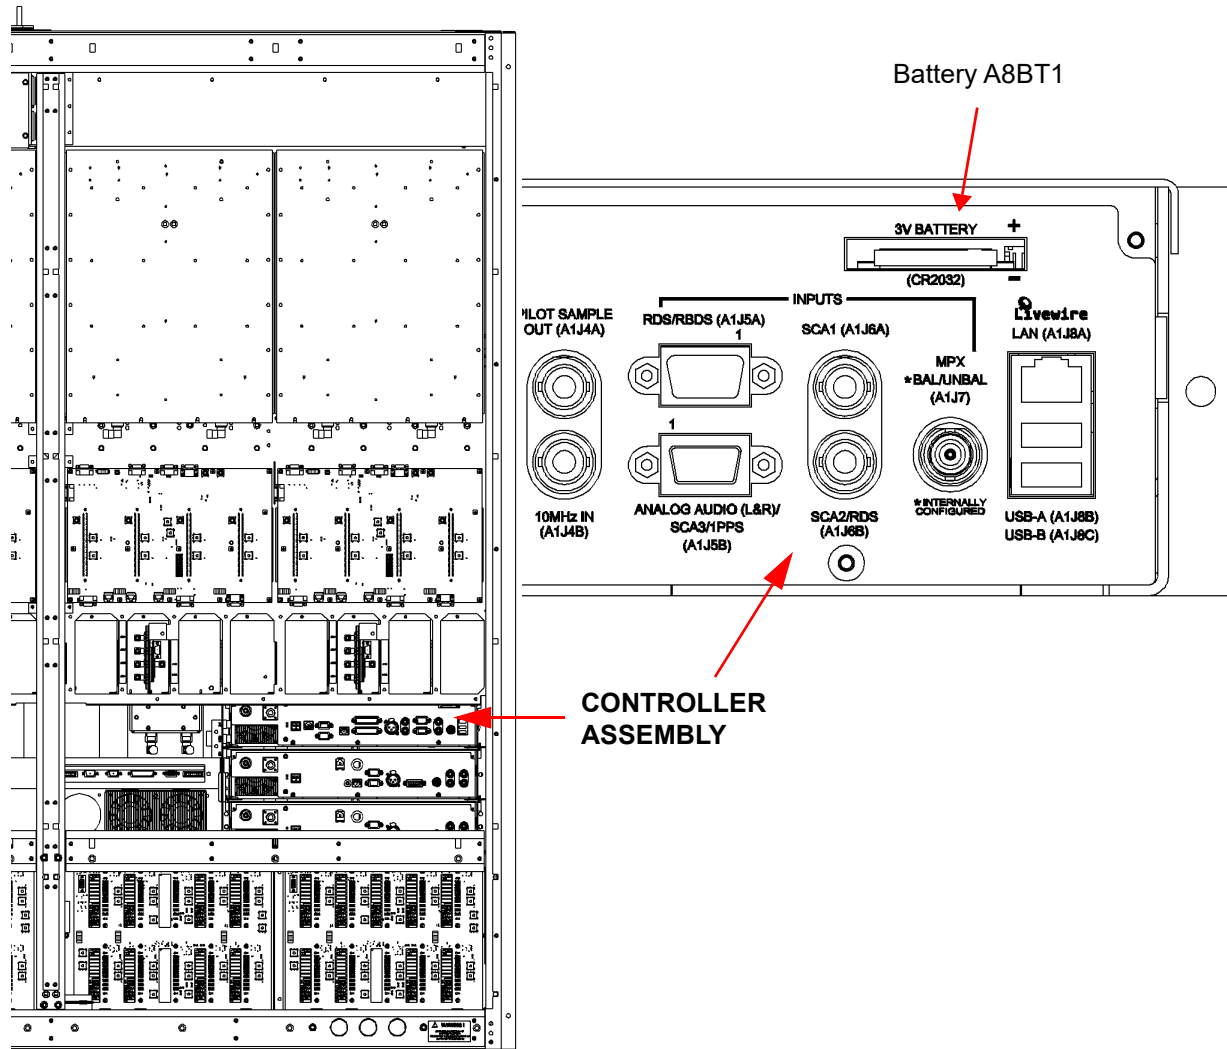 Battery A8BT1
3V BATTERY
+
(CR2032)
−
INPUTS
Livewire
LAN (A1J8A)
PILOT SAMPLE
OUT (A1J4A)
RDS/RBDS (A1J5A)
1
SCA1 (A1J6A)
MPX
*BAL/UNBAL
(A1J7)
1
10MHz IN
(A1J4B)
ANALOG AUDIO (L&R)/
SCA3/1PPS
(A1J5B)
SCA2/RDS
(A1J6B)
*INTERNALLY
CONFIGURED
USB-A (A1J8B)
USB-B (A1J8C)
CONTROLLER
ASSEMBLY